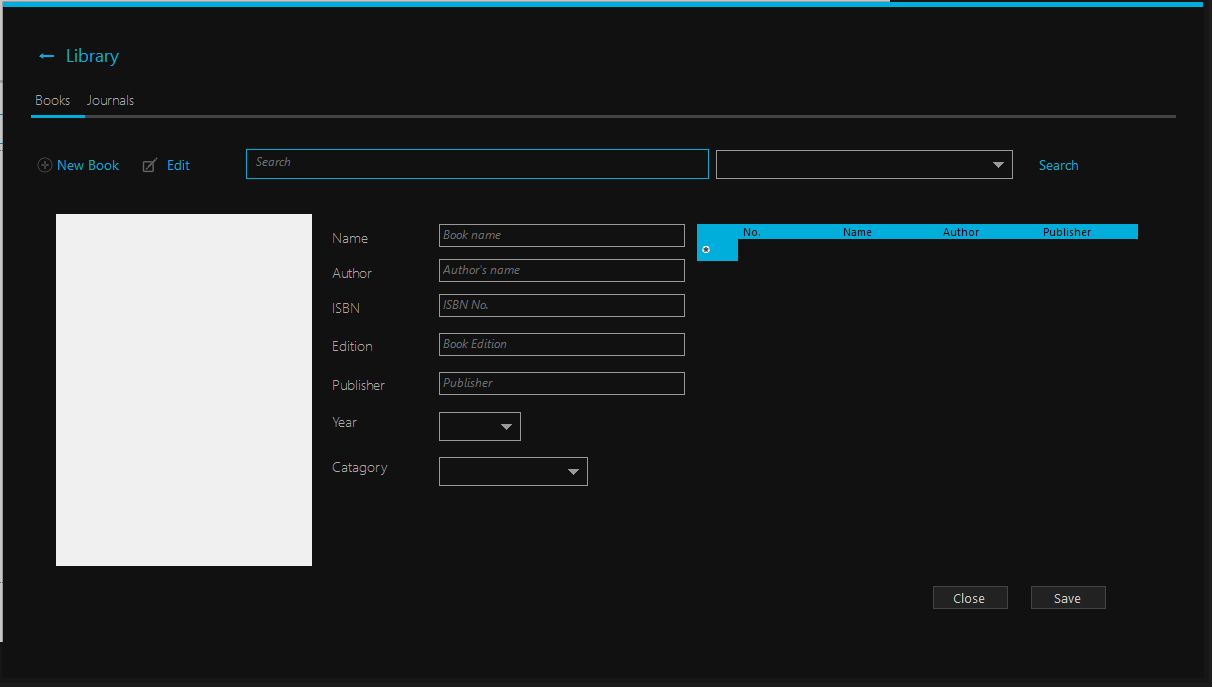 ← Library
Books Journals
New Book Edit Search Search
No. Name Author Publisher
Name Book name
Author Author's name
ISBN ISBN No.
Edition Book Edition
Publisher Publisher
Year
Catagory
Close Save